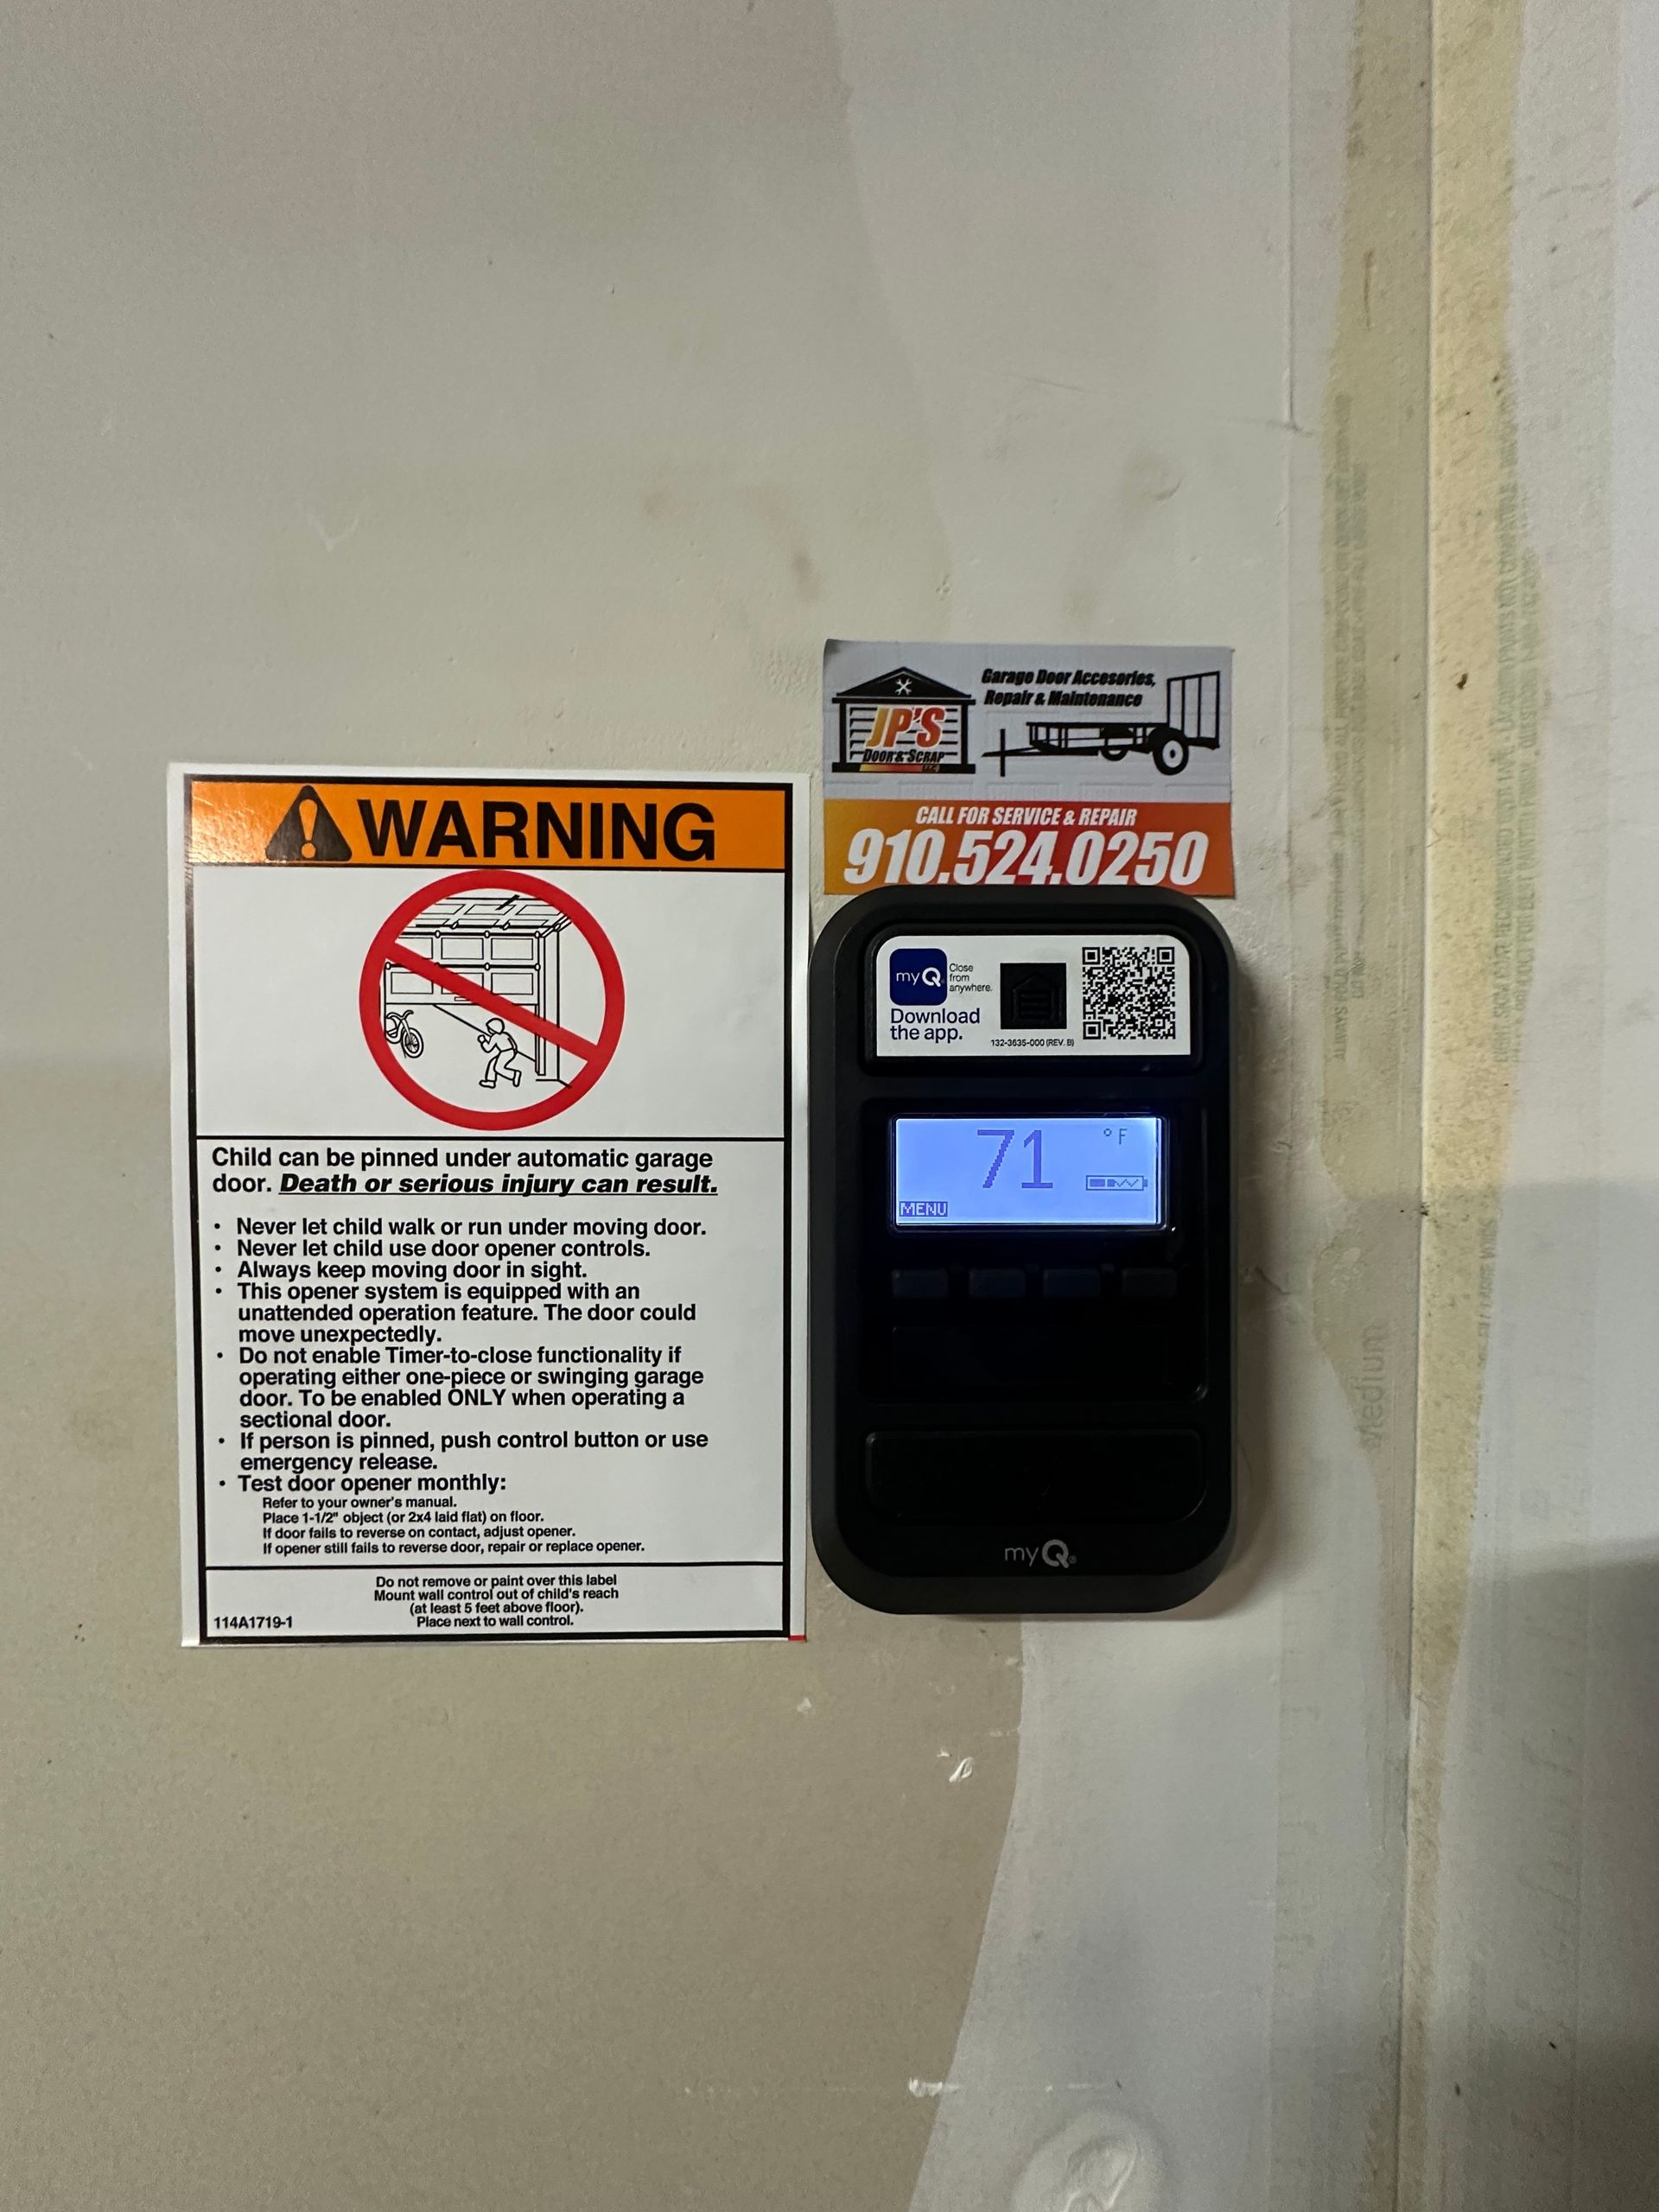 Garage Door Accesories,
Repair & Maintenance
JP'S
DOOR & SCRAP
LLC
CALL FOR SERVICE & REPAIR
910.524.0250
WARNING
Child can be pinned under automatic garage
door. Death or serious injury can result.
• Never let child walk or run under moving door.
• Never let child use door opener controls.
• Always keep moving door in sight.
• This opener system is equipped with an
unattended operation feature. The door could
move unexpectedly.
• Do not enable Timer-to-close functionality if
operating either one-piece or swinging garage
door. To be enabled ONLY when operating a
sectional door.
• If person is pinned, push control button or use
emergency release.
• Test door opener monthly:
Refer to your owner's manual.
Place 1-1/2" object (or 2x4 laid flat) on floor.
If door fails to reverse on contact, adjust opener.
If opener still fails to reverse door, repair or replace opener.
Do not remove or paint over this label
Mount wall control out of child's reach
(at least 5 feet above floor).
Place next to wall control.
114A1719-1
myQ
Close
from
anywhere.
Download
the app.
132-3635-000 (REV. B)
71 °F
MENU
myQ®
Medium